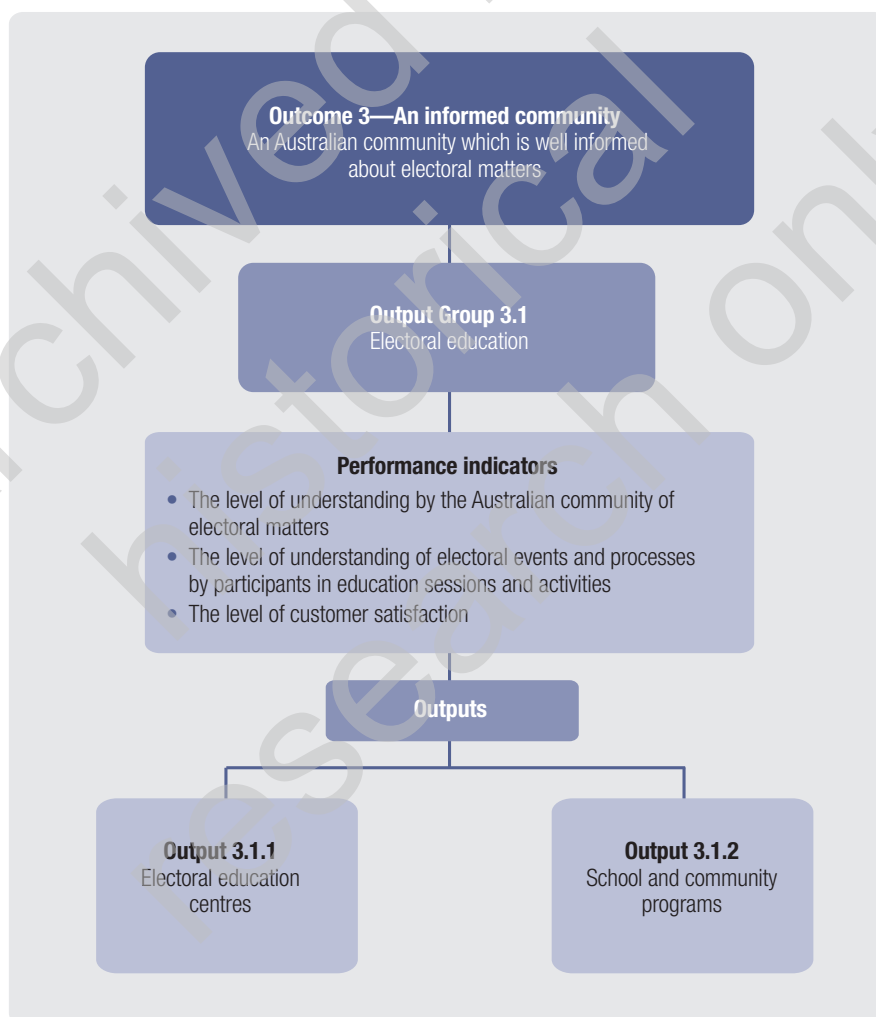 Outcome 3—An informed community
An Australian community which is well informed
about electoral matters
Output Group 3.1
Electoral education
Performance indicators
• The level of understanding by the Australian community of
electoral matters
• The level of understanding of electoral events and processes
by participants in education sessions and activities
• The level of customer satisfaction
Outputs
Output 3.1.1
Electoral education
centres
Output 3.1.2
School and community
programs
historical
research